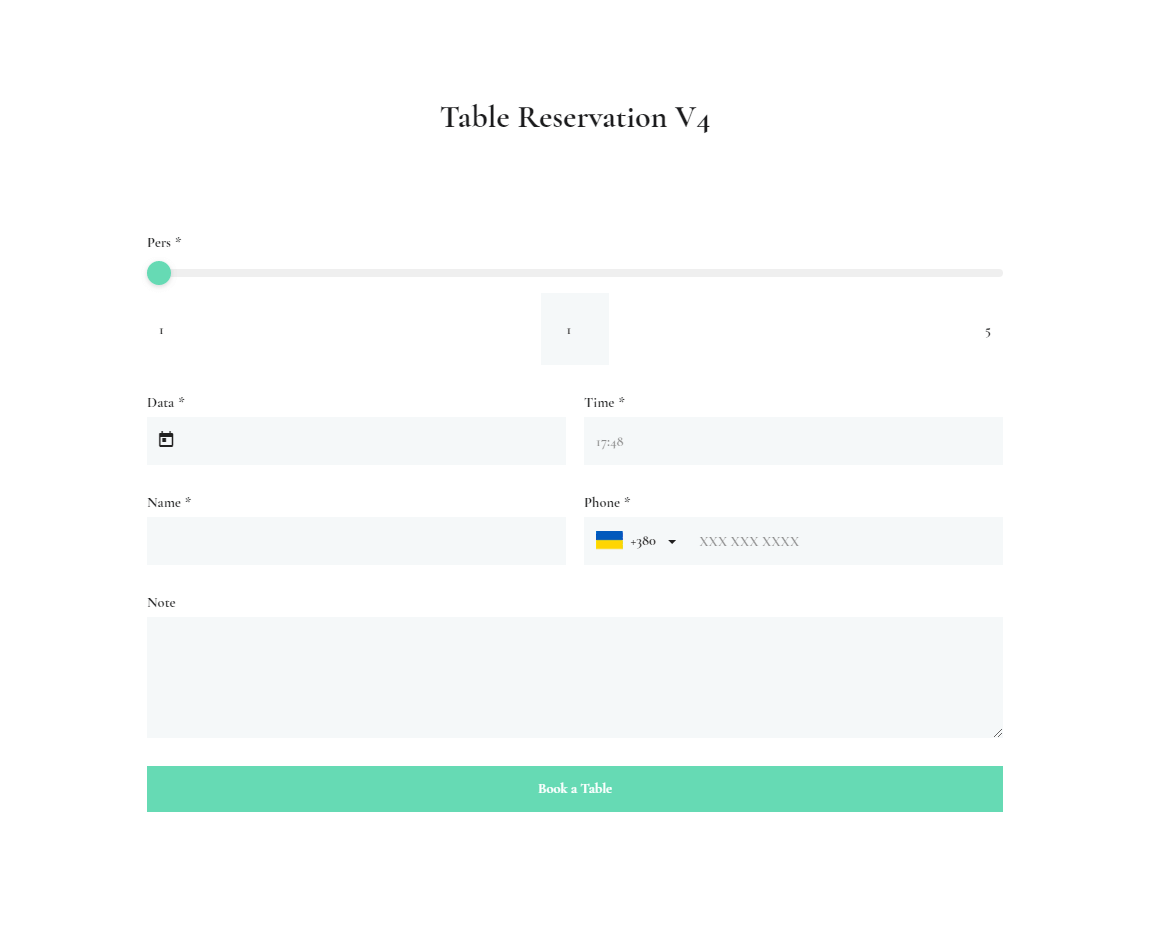 Table Reservation V4
Pers *
1 1 5
Data * Time *
17:48
Name * Phone *
+380 XXX XXX XXXX
Note
Book a Table